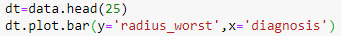 dt=data.head(25)
dt.plot.bar(y='radius_worst',x='diagnosis')